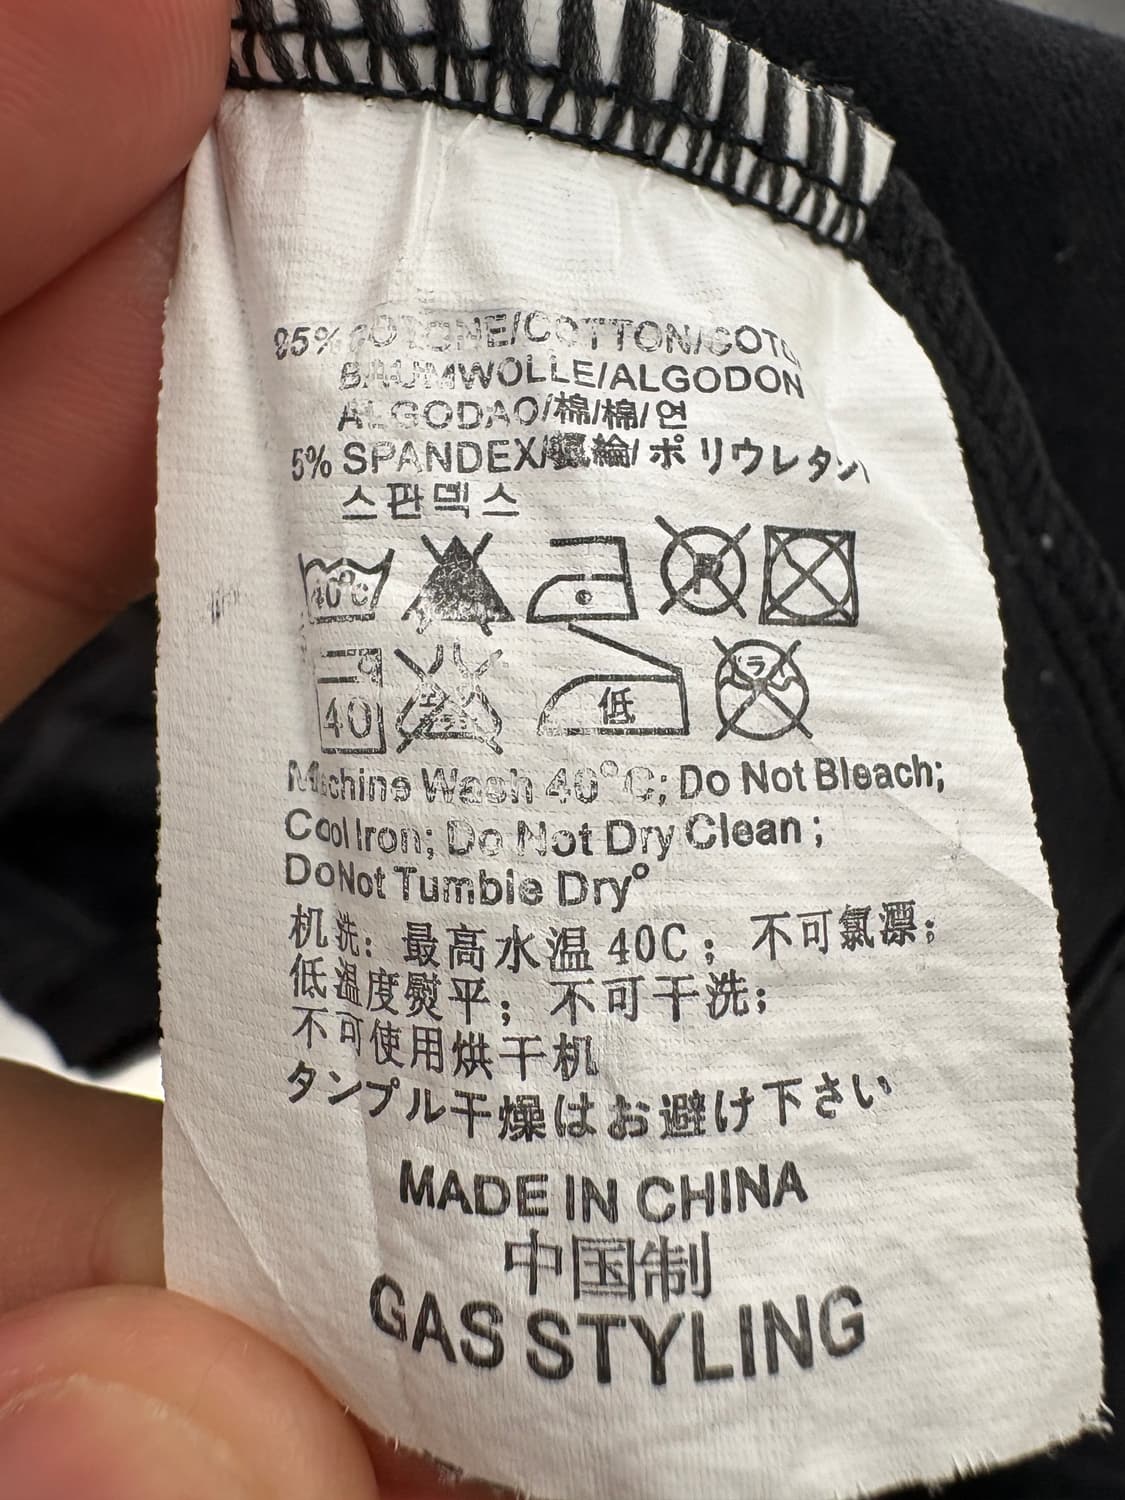 95% COTONE/COTTON/COTO
BAUMWOLLE/ALGODON
ALGODAO/棉/棉/면
5% SPANDEX/ 綸/ポリウレタン
스판덱스
40°C P
40 低
Machine Wash 40°C; Do Not Bleach;
Cool Iron; Do Not Dry Clean;
Do Not Tumble Dry°
机洗: 最高水温 40C; 不可氯漂;
低温度熨平; 不可干洗;
不可使用烘干机
タンプル干燥はお避け下さい
MADE IN CHINA
中国制
GAS STYLING